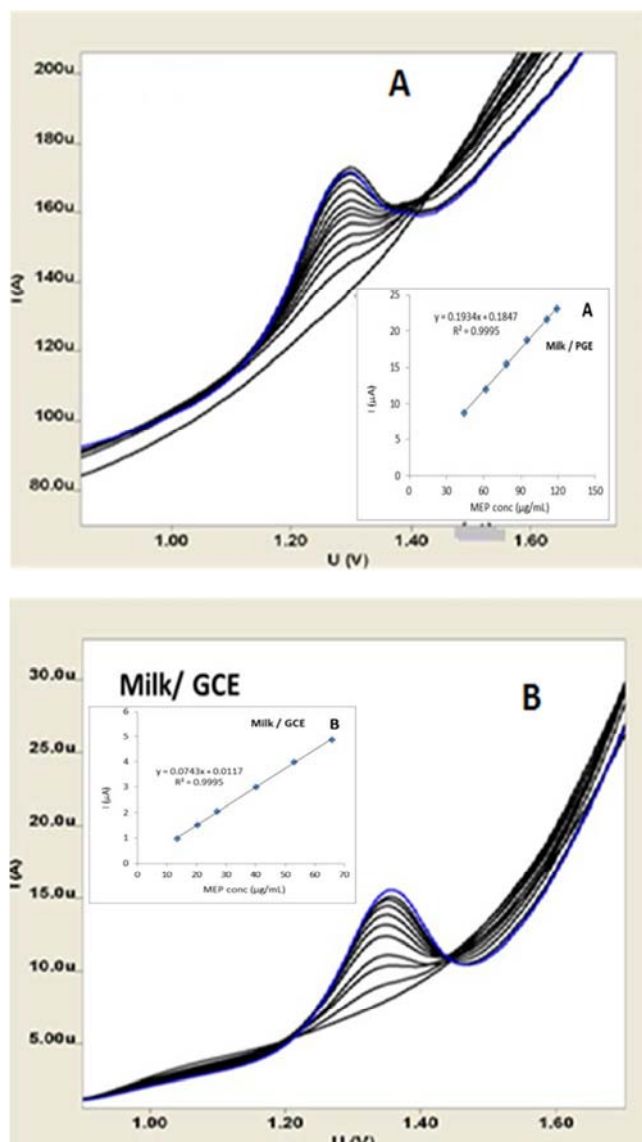 A
200u
180u
160u
140u
120u
100u
80.0u
I(A)
1.00
1.20
1.40
1.60
U (V)
A
y = 0.1934x + 0.1847
R² = 0.9995
Milk / PGE
25
20
15
10
5
0
I (µA)
0
30
60
90
120
150
MEP conc (µg/mL)
Milk/ GCE
B
30.0u
25.0u
20.0u
15.0u
10.0u
5.00u
I(A)
1.00
1.20
1.40
1.60
U (V)
Milk / GCE
B
y = 0.0743x + 0.0117
R² = 0.9995
6
5
4
3
2
1
0
I (µA)
0
10
20
30
40
50
60
70
MEP conc (µg/mL)